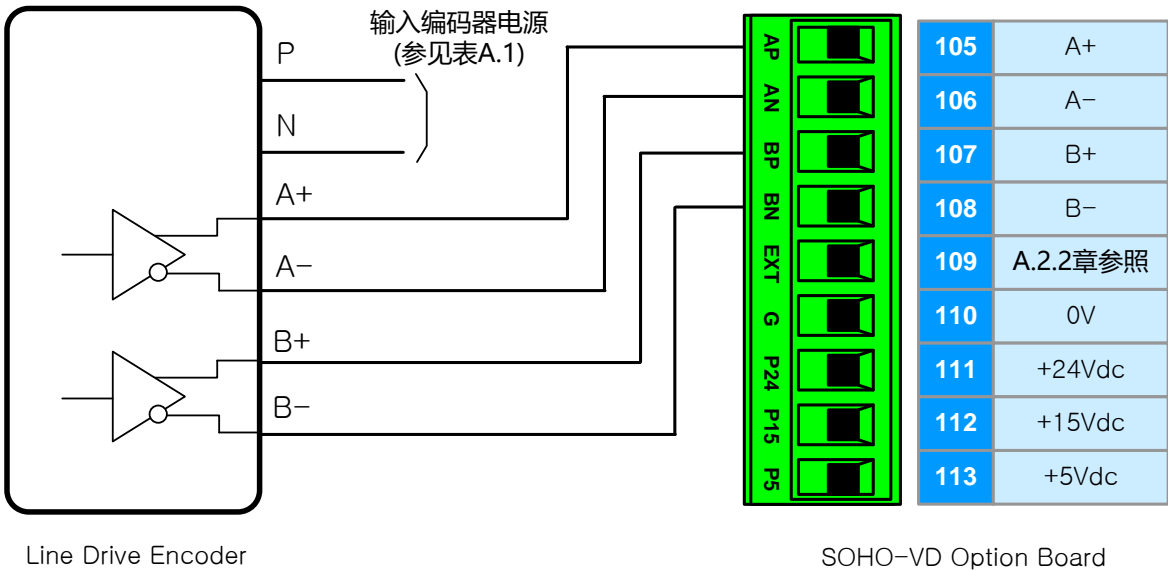 输入编码器电源
(参见表A.1)
P
N
A+
A-
B+
B-
Line Drive Encoder
AP
AN
BP
BN
EXT
G
P24
P15
P5
105 A+
106 A-
107 B+
108 B-
109 A.2.2章参照
110 0V
111 +24Vdc
112 +15Vdc
113 +5Vdc
SOHO-VD Option Board